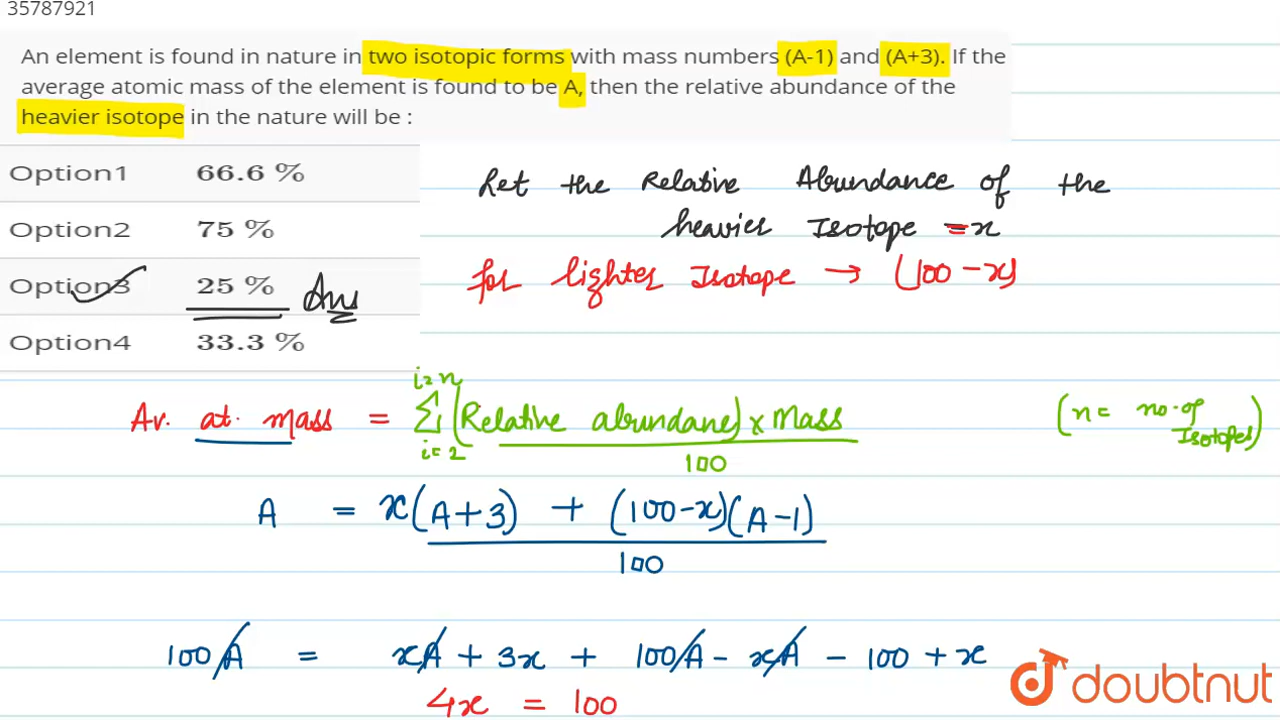 35787921
An element is found in nature in two isotopic forms with mass numbers (A-1) and (A+3). If the
average atomic mass of the element is found to be A, then the relative abundance of the
heavier isotope in the nature will be :
Option1 66.6 %
Option2 75 %
Option3 25 % Ans
Option4 33.3 %
Let the Relative Abundance of the
heavier Isotope = x
for lighter Isotope → (100 - x)
i = n
Av. at. mass = Σ (Relative abundane) x Mass (n = no. of
i = 2 Isotopes)
100
A = x(A+3) + (100-x)(A-1)
100
100A = xA + 3x + 100A - xA - 100 + x
4x = 100
doubtnut